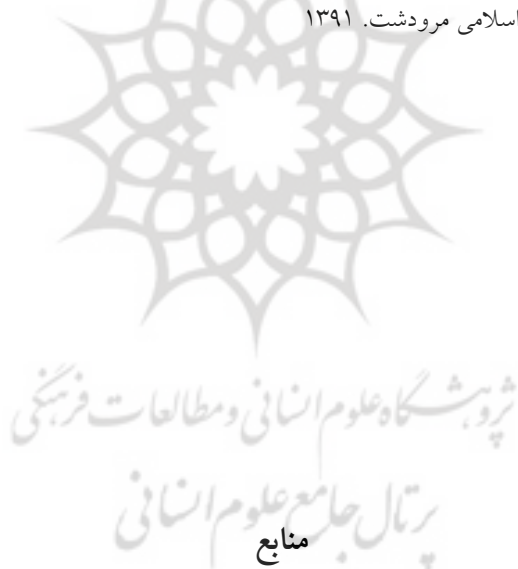 اسلامی مرودشت. ۱۳۹۱
پژوهشگاه علوم انسانی و مطالعات فرهنگی
پرتال جامع علوم انسانی
منابع